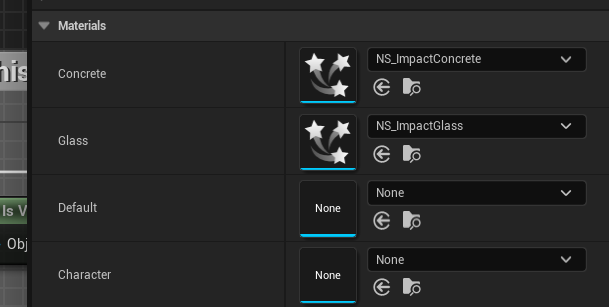 Materials
Concrete
NS_ImpactConcrete
Glass
NS_ImpactGlass
Default
None
None
Character
None
None
his
Is V
Obj